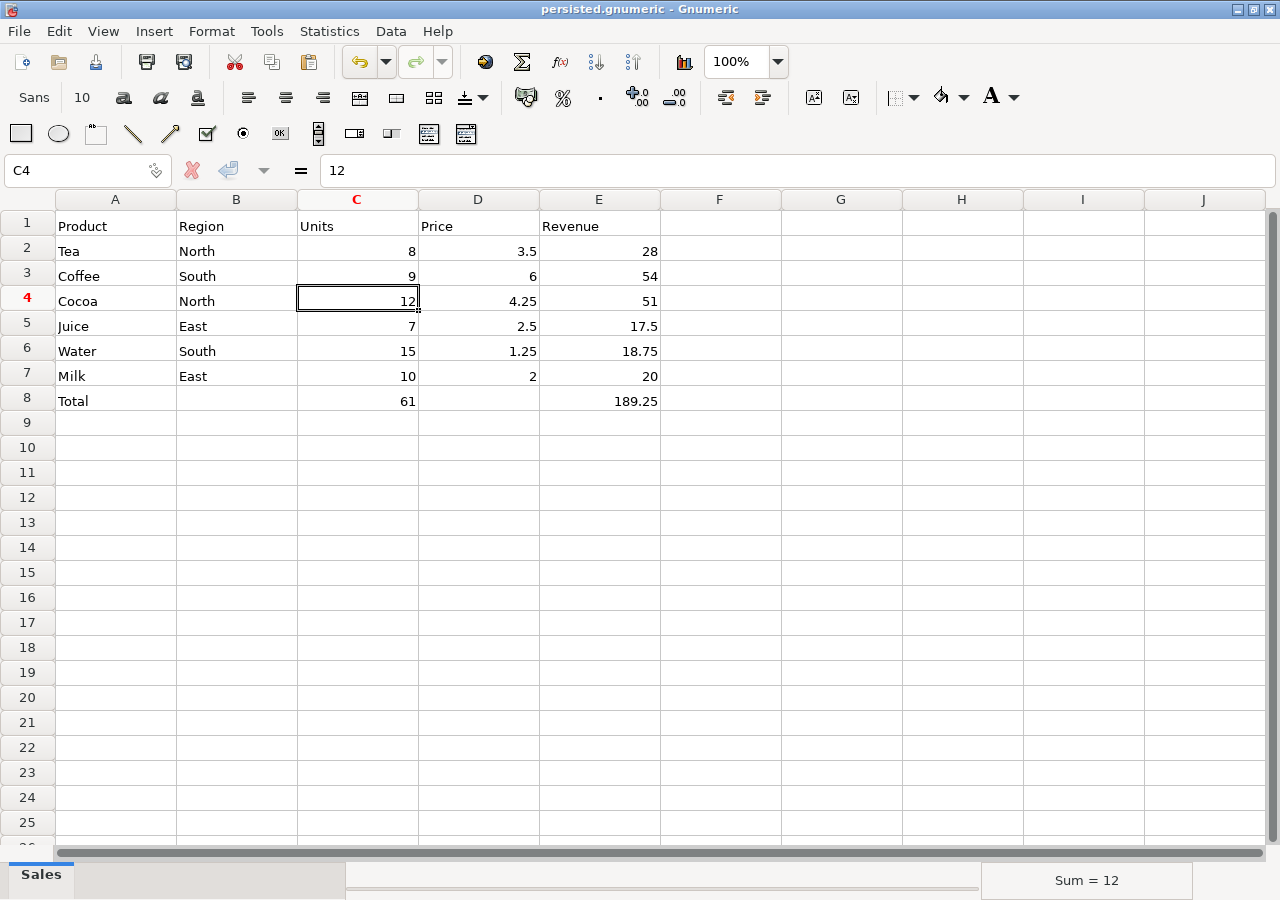 persisted.gnumeric - Gnumeric
File Edit View Insert Format Tools Statistics Data Help
f(x) 100%
Sans 10 a a a % +.00 .00 A A A
OK
C4 = 12
A B C D E F G H I J
1 Product Region Units Price Revenue
2 Tea North 8 3.5 28
3 Coffee South 9 6 54
4 Cocoa North 12 4.25 51
5 Juice East 7 2.5 17.5
6 Water South 15 1.25 18.75
7 Milk East 10 2 20
8 Total 61 189.25
9
10
11
12
13
14
15
16
17
18
19
20
21
22
23
24
25
Sales Sum = 12